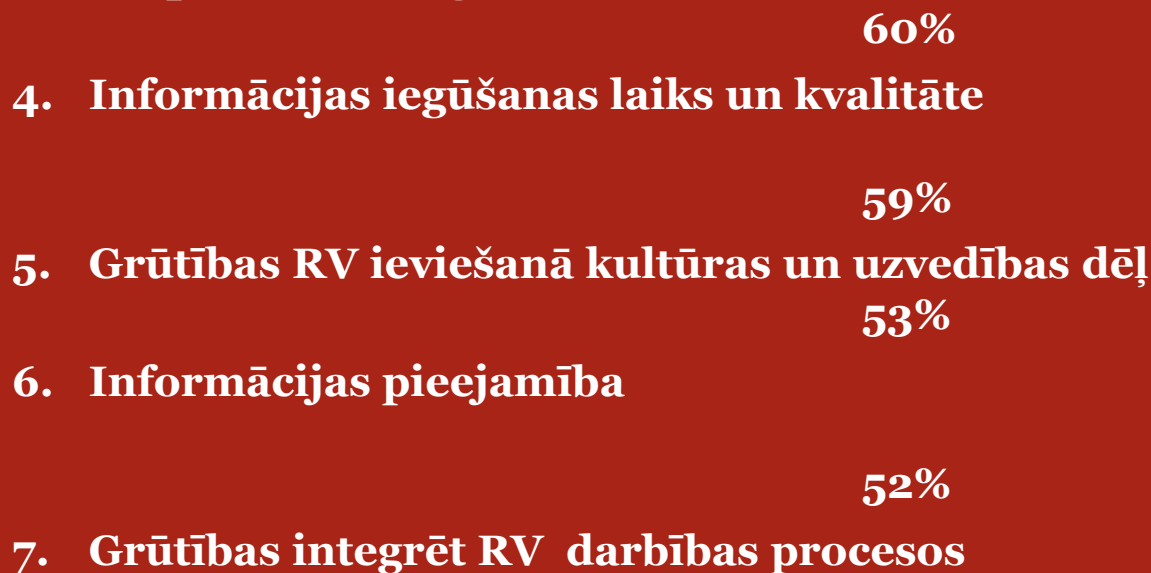 60%
4. Informācijas iegūšanas laiks un kvalitāte
59%
5. Grūtības RV ieviešanā kultūras un uzvedības dēļ
53%
6. Informācijas pieejamība
52%
7. Grūtības integrēt RV darbības procesos